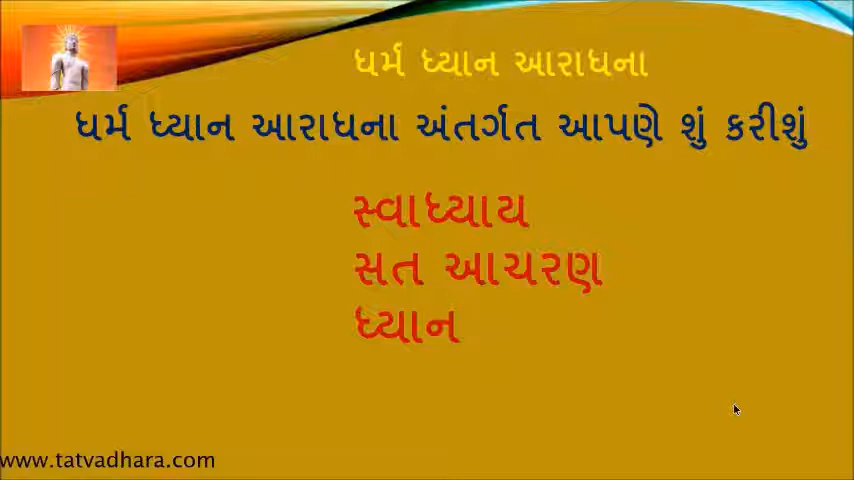 ધર્મ ધ્યાન આરાધના
ધર્મ ધ્યાન આરાધના અંતર્ગત આપણે શું કરીશું
સ્વાધ્યાય
સત આચરણ
ધ્યાન
www.tatvadhara.com